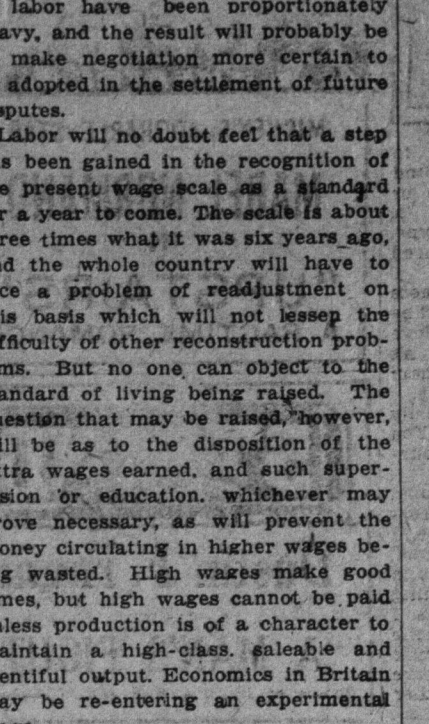 labor have been proportionately
avy, and the result will probably be
make negotiation more certain to
adopted in the settlement of future
sputes.
Labor will no doubt feel that a step
s been gained in the recognition of
e present wage scale as a standard
r a year to come. The scale is about
ree times what it was six years ago,
nd the whole country will have to
ce a problem of readjustment on
is basis which will not lessen the
fficulty of other reconstruction prob-
ms. But no one can object to the
andard of living being raised. The
uestion that may be raised, however,
ill be as to the disposition of the
xtra wages earned, and such super-
sion or education, whichever may
rove necessary, as will prevent the
oney circulating in higher wages be-
g wasted. High wages make good
mes, but high wages cannot be paid
nless production is of a character to
aintain a high-class, saleable and
entiful output. Economics in Britain
ay be re-entering an experimental